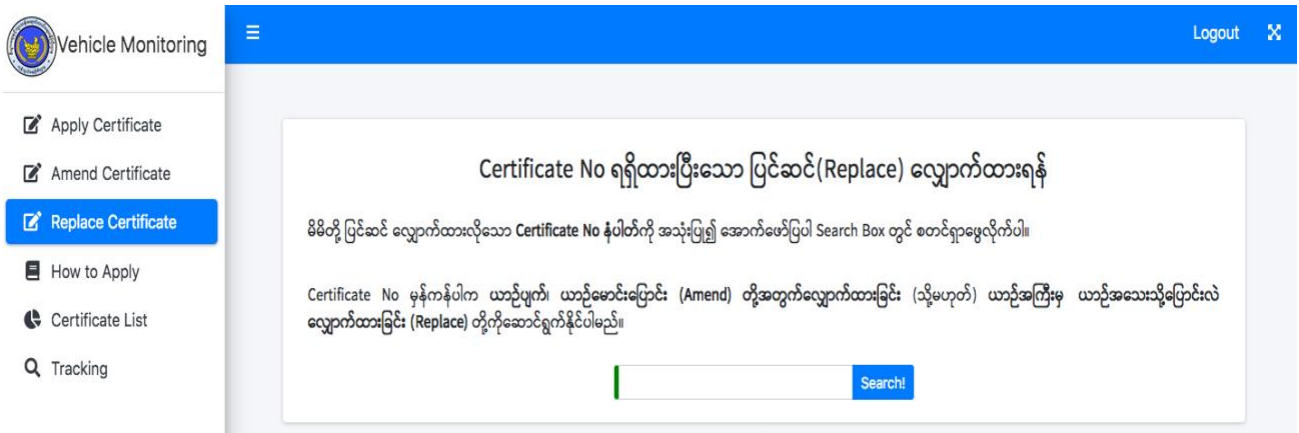 Vehicle Monitoring
Logout
Apply Certificate
Amend Certificate
Replace Certificate
How to Apply
Certificate List
Tracking
Certificate No ရရှိထားပြီးသော ပြင်ဆင်(Replace) လျှောက်ထားရန်
မိမိတို့ ပြင်ဆင် လျှောက်ထားလိုသော Certificate No နံပါတ်ကို အသုံးပြု၍ အောက်ဖော်ပြပါ Search Box တွင် စတင်ရှာဖွေလိုက်ပါ။
Certificate No မှန်ကန်ပါက ယာဉ်ပျက်၊ ယာဉ်မောင်းပြောင်း (Amend) တို့အတွက်လျှောက်ထားခြင်း (သို့မဟုတ်) ယာဉ်အကြီးမှ ယာဉ်အသေးသို့ပြောင်းလဲ
လျှောက်ထားခြင်း (Replace) တို့ကိုဆောင်ရွက်နိုင်ပါမည်။
Search!